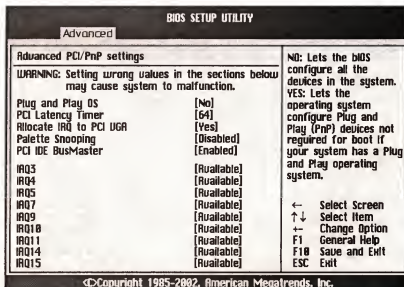 BIOS SETUP UTILITY
Advanced
Advanced PCI/PnP settings
WARNING: Setting wrong values in the sections below
may cause system to malfunction.
Plug and Play OS [No]
PCI Latency Timer [64]
Allocate IRQ to PCI VGA [Yes]
Palette Snooping [Disabled]
PCI IDE BusMaster [Enabled]
IRQ3 [Available]
IRQ4 [Available]
IRQ5 [Available]
IRQ7 [Available]
IRQ9 [Available]
IRQ10 [Available]
IRQ11 [Available]
IRQ14 [Available]
IRQ15 [Available]
NO: Lets the bIOS
configure all the
devices in the system.
YES: Lets the
operating system
configure Plug and
Play (PnP) devices not
required for boot if
your system has a Plug
and Play operating
system.
← Select Screen
↑↓ Select Item
+- Change Option
F1 General Help
F10 Save and Exit
ESC Exit
©Copyright 1985-2002, American Megatrends, Inc.